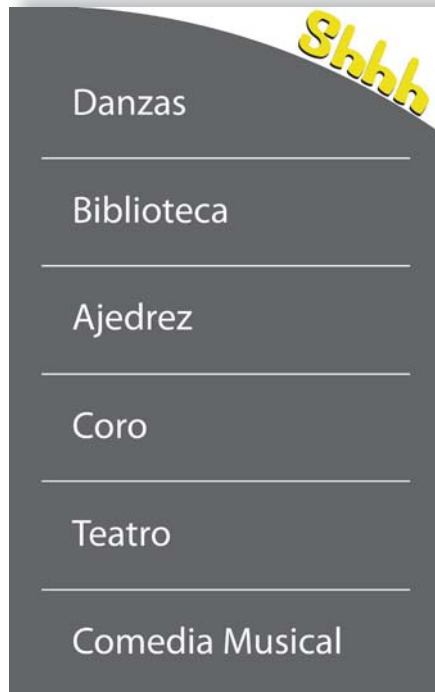 Shhh
Danzas
Biblioteca
Ajedrez
Coro
Teatro
Comedia Musical